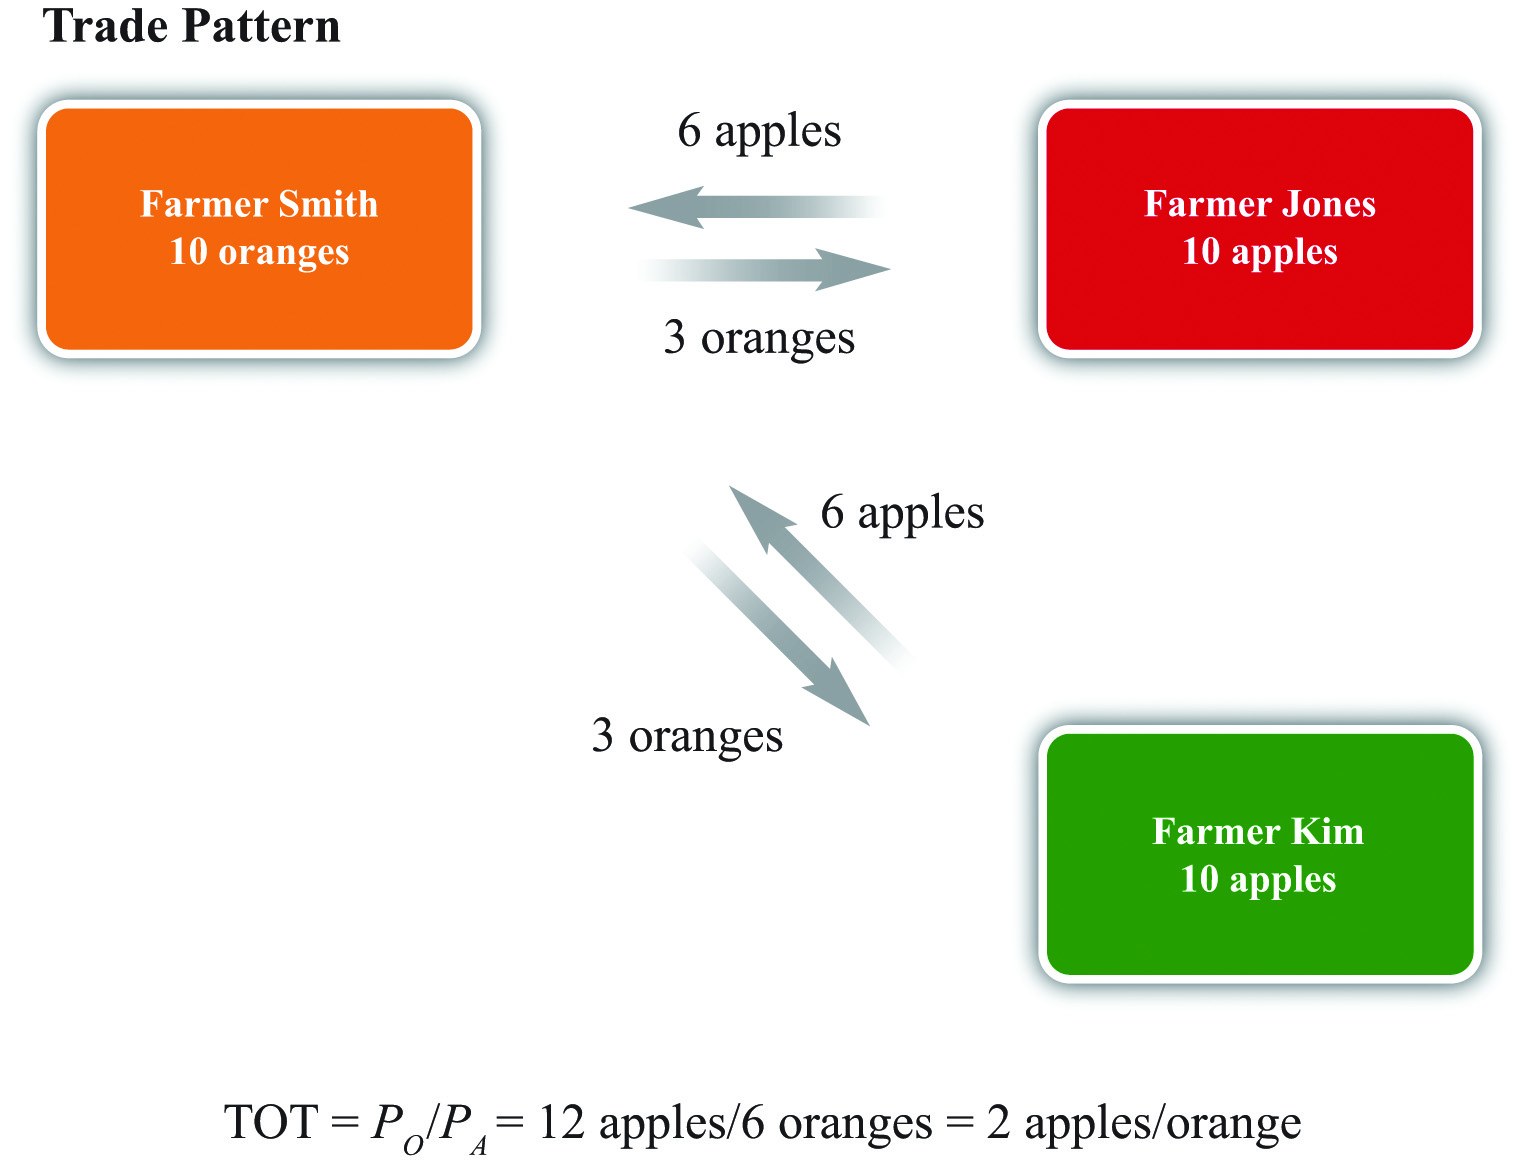 Trade Pattern
6 apples
Farmer Smith
10 oranges
Farmer Jones
10 apples
3 oranges
6 apples
3 oranges
Farmer Kim
10 apples
TOT = P_O/P_A = 12 apples/6 oranges = 2 apples/orange